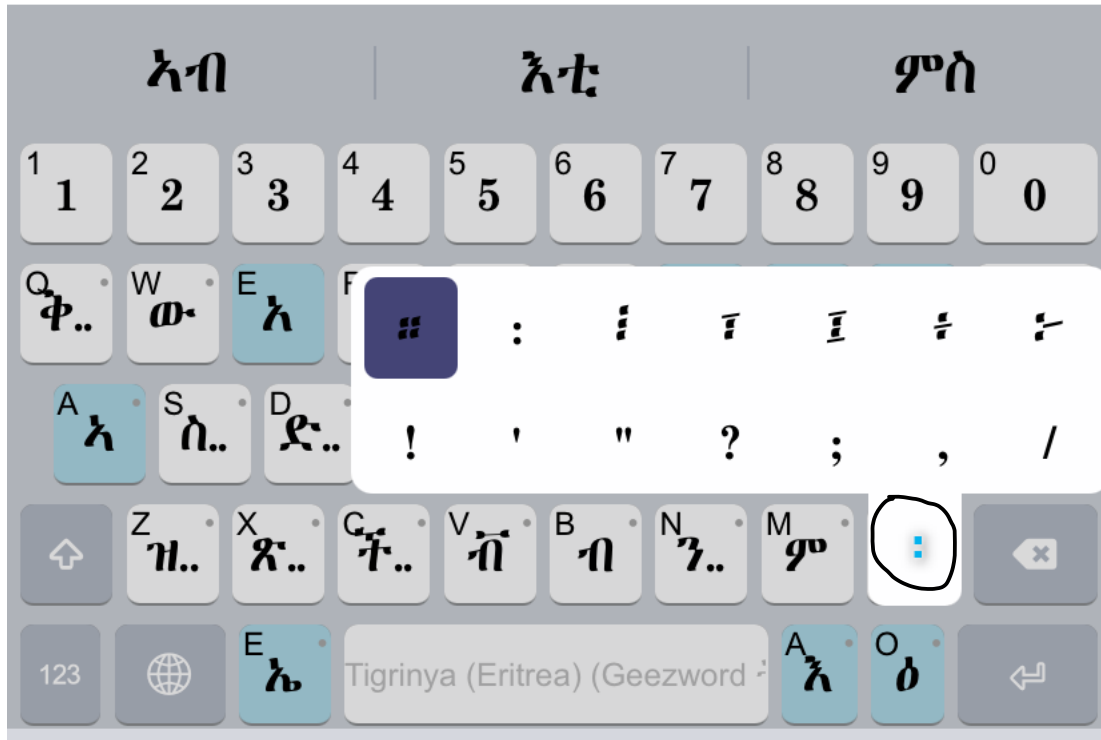 ኣብ እቲ ምስ
1 1 2 2 3 3 4 4 5 5 6 6 7 7 8 8 9 9 0 0
Q ቅ.. W ው E አ
። : ፨ ፣ ፤ ፥ ፦
A ኣ S ስ.. D ድ..
! ' " ? ; , /
Z ዝ.. X ጽ.. C ች.. V ቭ B ብ N ን.. M ም ፡
123 E ኤ Tigrinya (Eritrea) (Geezword A እ O ዕ